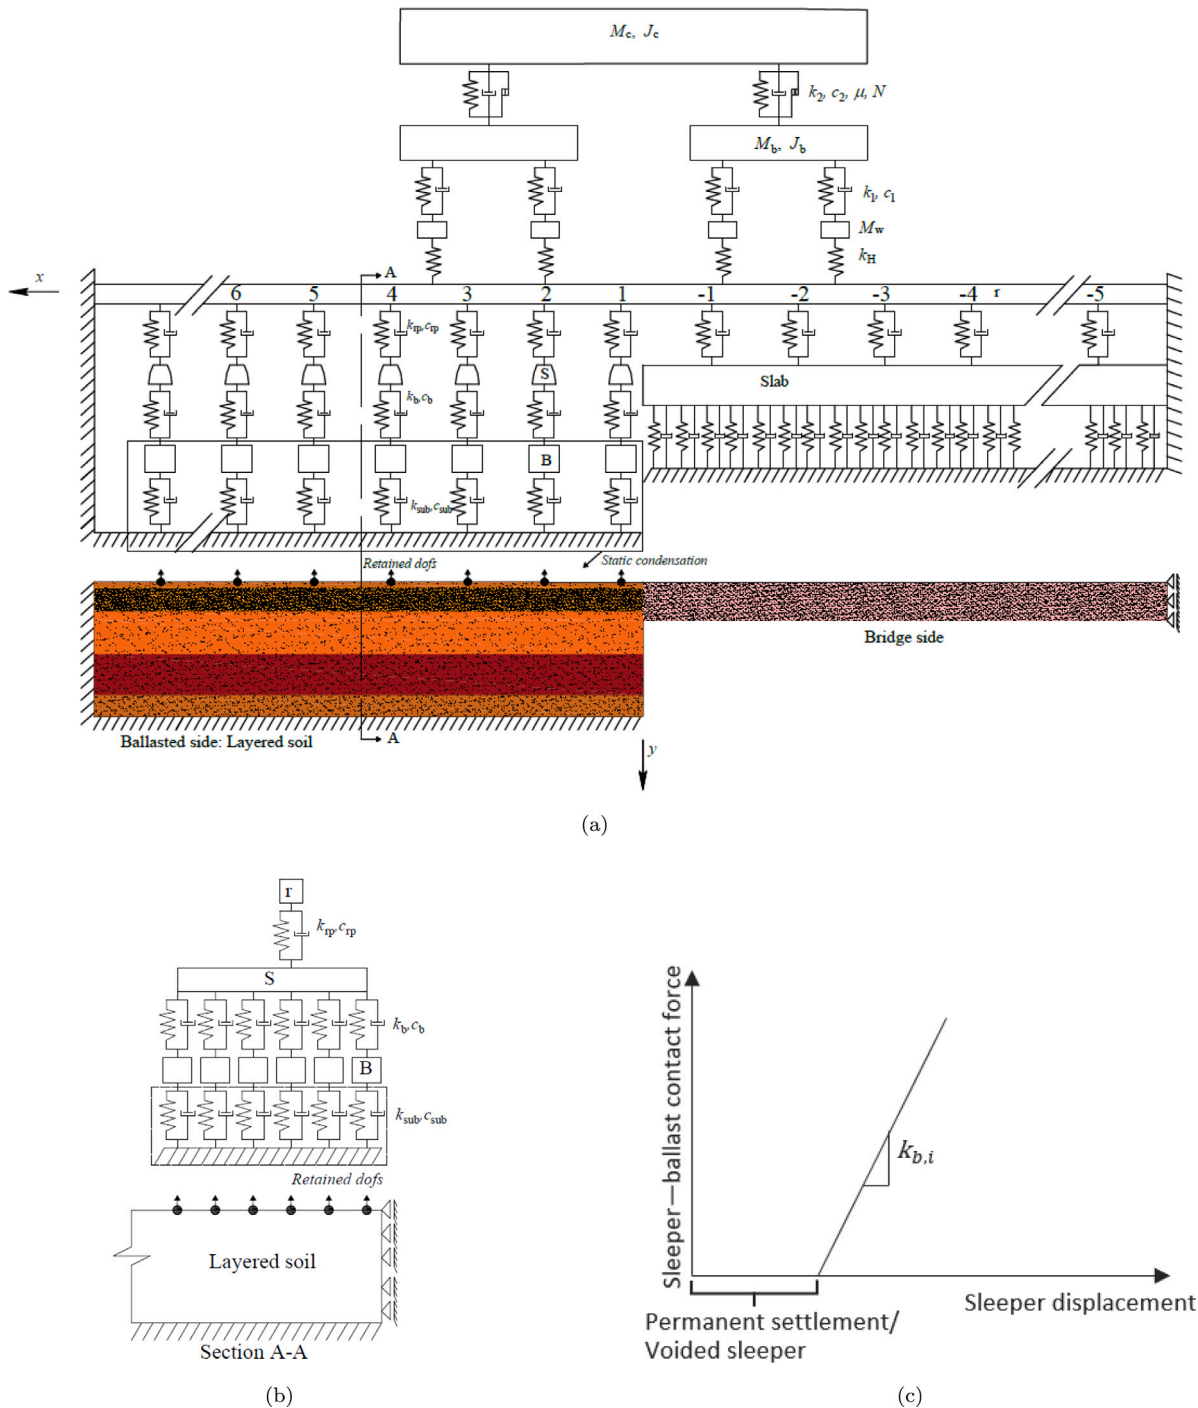 Mc, Jc
k2, c2, μ, N
Mb, Jb
k1, c1
Mw
kH
x
A
6 5 4 3 2 1 -1 -2 -3 -4 r -5
krp,crp
S
Slab
kb,cb
B
ksub,csub
Retained dofs
Static condensation
Bridge side
Ballasted side: Layered soil
A
y
(a)
r
krp,crp
S
kb,cb
B
ksub,csub
Retained dofs
Layered soil
Section A-A
(b)
Sleeper—ballast contact force
kb,i
Sleeper displacement
Permanent settlement/
Voided sleeper
(c)